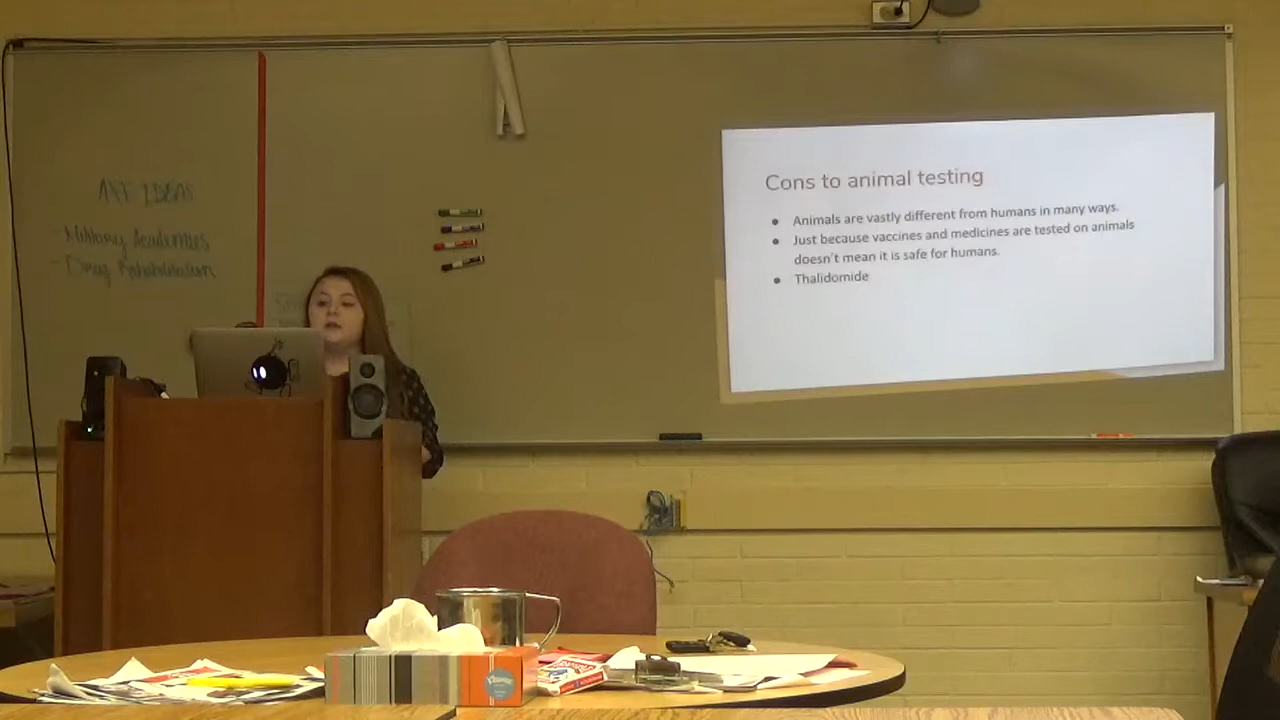 AFF IDEAS
- Military Academies
- Drug Rehabilitation
Cons to animal testing
● Animals are vastly different from humans in many ways.
● Just because vaccines and medicines are tested on animals
doesn't mean it is safe for humans.
● Thalidomide
Kleenex